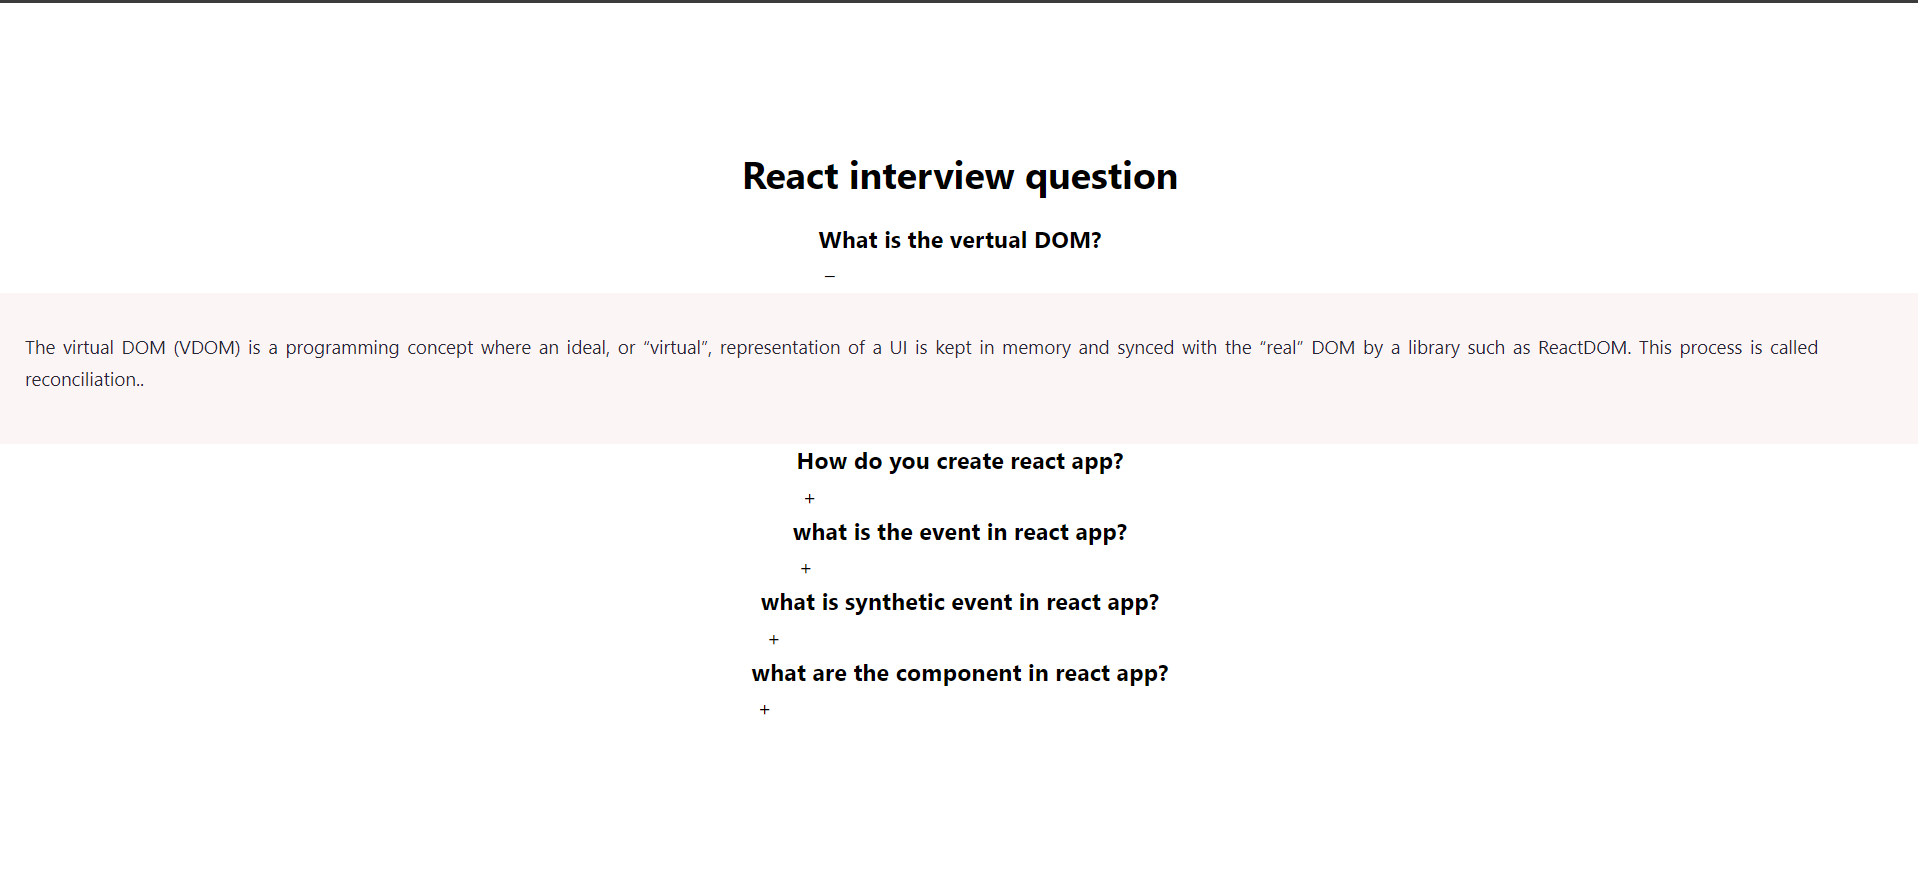 React interview question
What is the vertual DOM?
–
The virtual DOM (VDOM) is a programming concept where an ideal, or “virtual”, representation of a UI is kept in memory and synced with the “real” DOM by a library such as ReactDOM. This process is called
reconciliation..
How do you create react app?
+
what is the event in react app?
+
what is synthetic event in react app?
+
what are the component in react app?
+